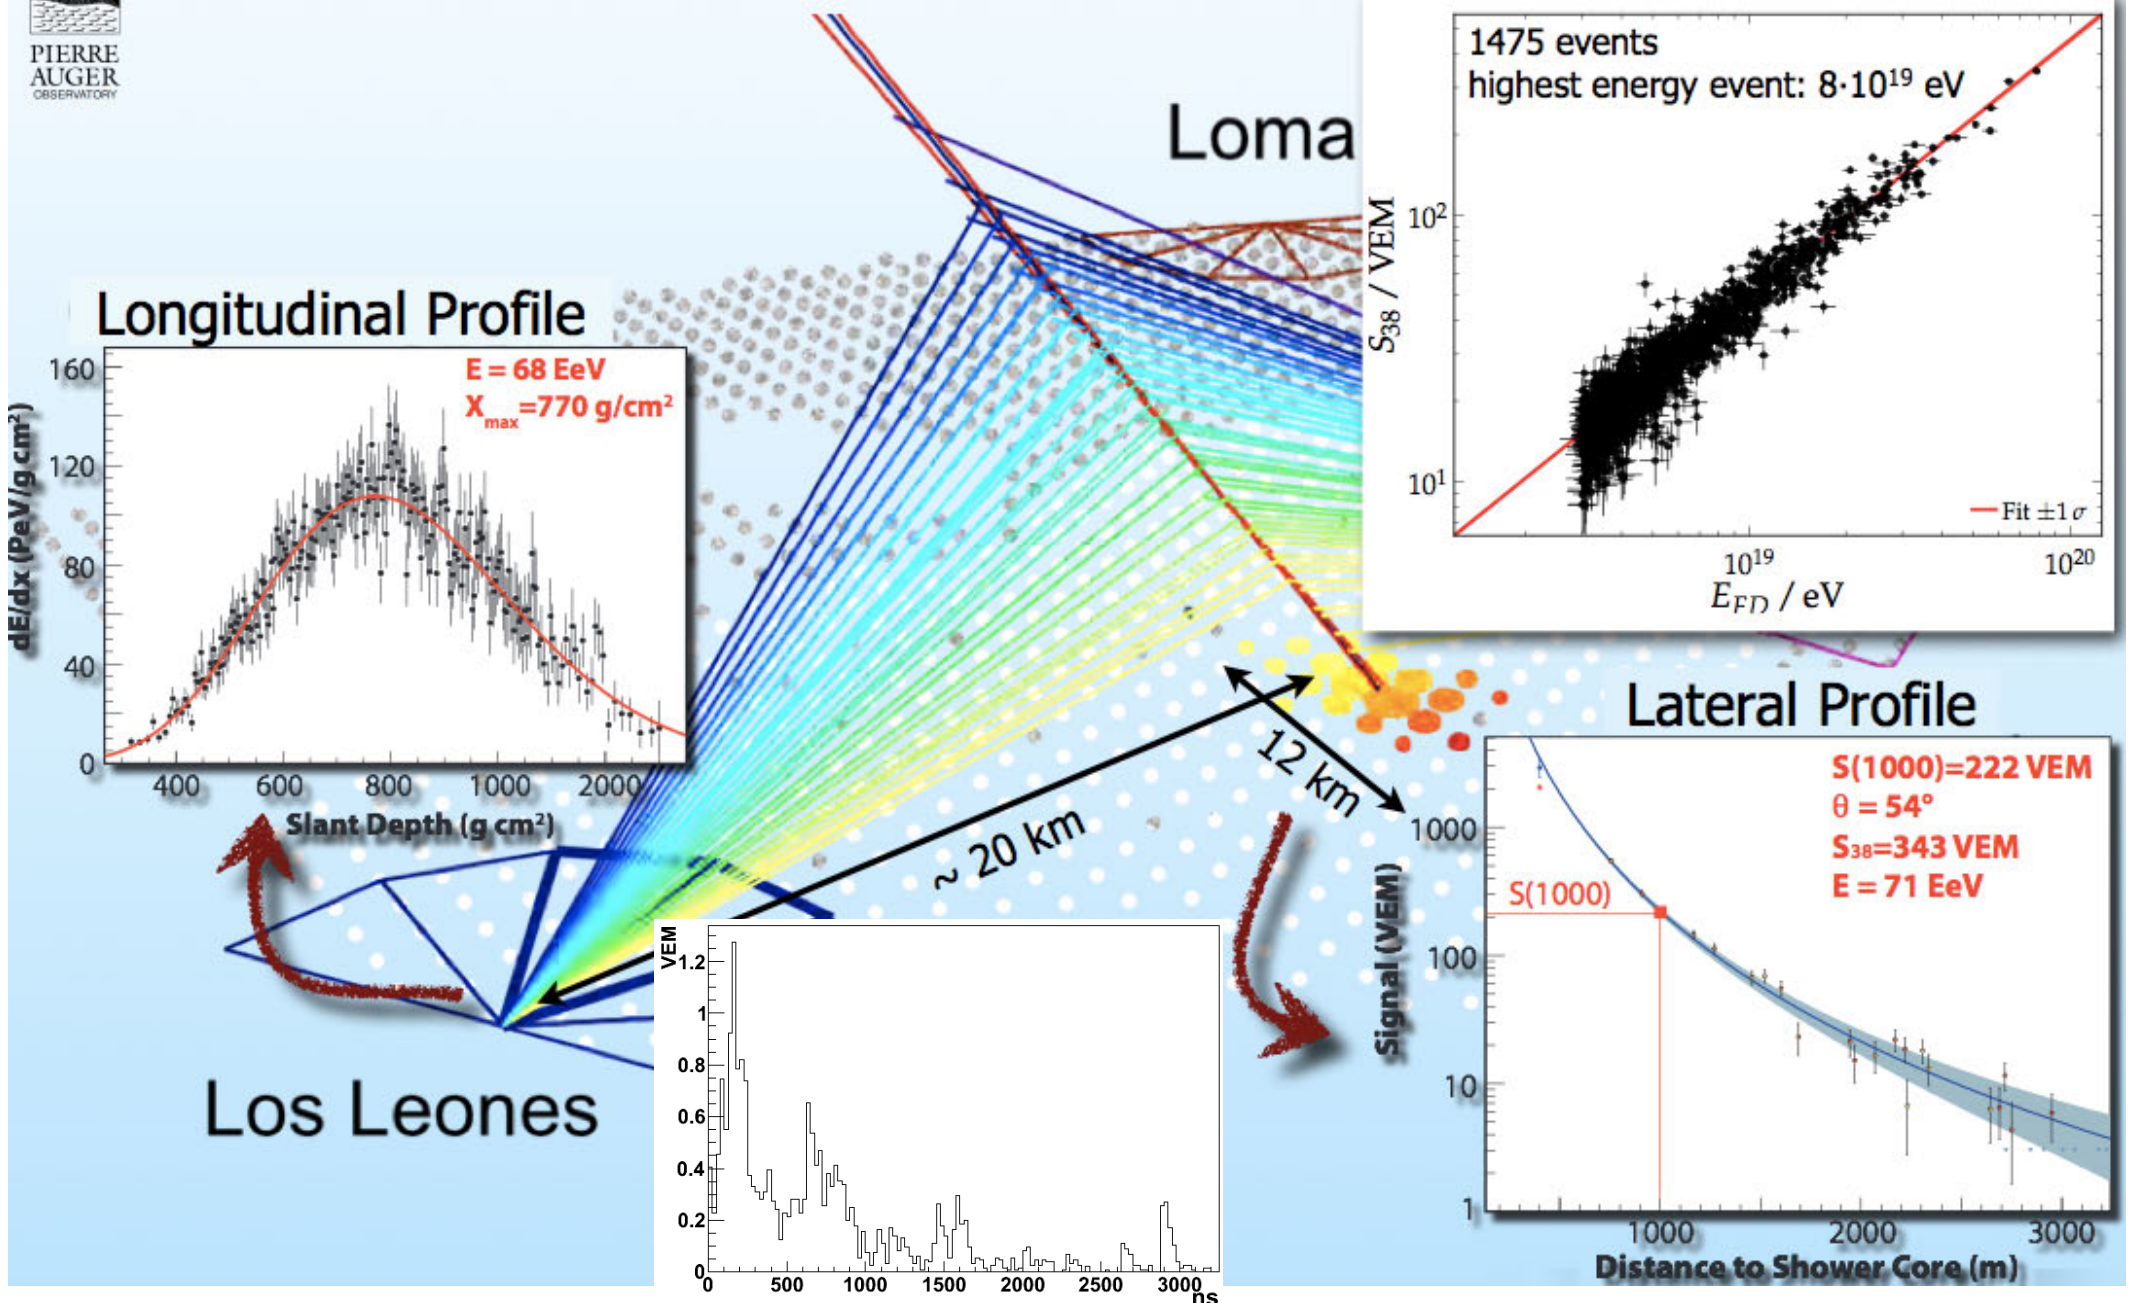 PIERRE
AUGER
OBSERVATORY
Loma
1475 events
highest energy event: 8·10¹⁹ eV
S₃₈ / VEM
10²
10¹
Fit ±1 σ
10¹⁹
10²⁰
E_FD / eV
Longitudinal Profile
E = 68 EeV
Xmax=770 g/cm²
dE/dx (PeV/g cm²)
160
120
80
40
0
400
600
800
1000
2000
Slant Depth (g cm²)
12 km
~ 20 km
Los Leones
VEM
1.2
1
0.8
0.6
0.4
0.2
0
0
500
1000
1500
2000
2500
3000
ns
Lateral Profile
S(1000)=222 VEM
θ = 54°
S₃₈=343 VEM
E = 71 EeV
S(1000)
Signal (VEM)
1000
100
10
1
1000
2000
3000
Distance to Shower Core (m)